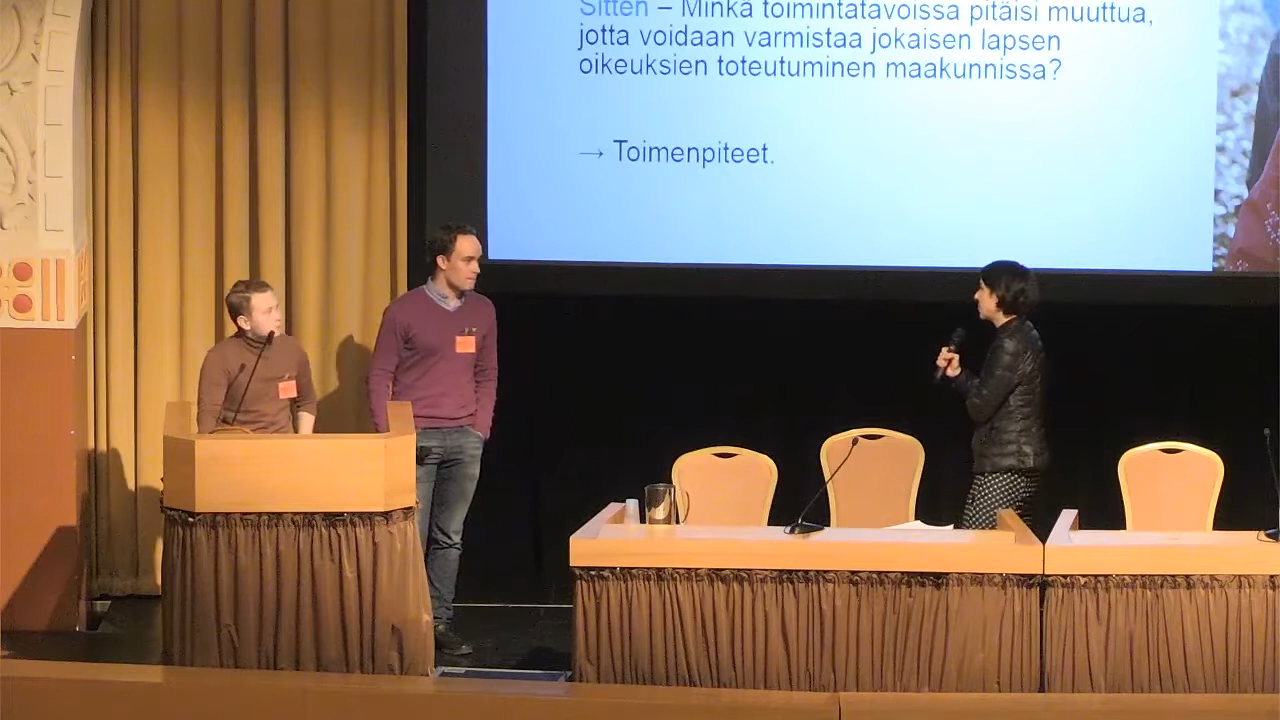 Sitten – Minkä toimintatavoissa pitäisi muuttua,
jotta voidaan varmistaa jokaisen lapsen
oikeuksien toteutuminen maakunnissa?
→ Toimenpiteet.